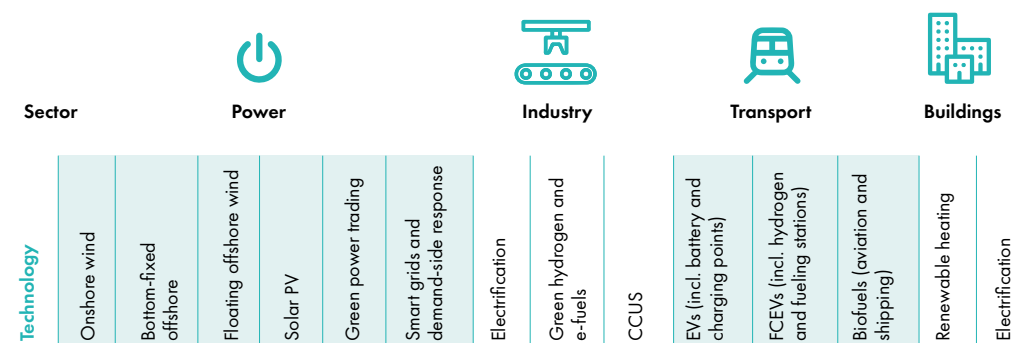 Sector
Power
Industry
Transport
Buildings
Technology
Onshore wind
Bottom-fixed
offshore
Floating offshore wind
Solar PV
Green power trading
Smart grids and
demand-side response
Electrification
Green hydrogen and
e-fuels
CCUS
EVs (incl. battery and
charging points)
FCEVs (incl. hydrogen
and fueling stations)
Biofuels (aviation and
shipping)
Renewable heating
Electrification